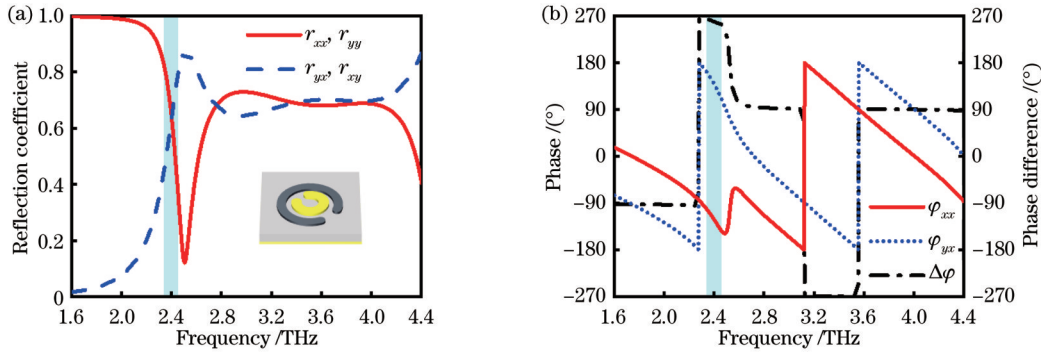 (a)
1.0
0.8
0.6
0.4
0.2
0
Reflection coefficient
r_xx, r_yy
r_yx, r_xy
1.6 2.0 2.4 2.8 3.2 3.6 4.0 4.4
Frequency /THz
(b)
270
180
90
0
-90
-180
-270
Phase /(°)
φ_xx
φ_yx
Δφ
270
180
90
0
-90
-180
-270
Phase difference /(°)
1.6 2.0 2.4 2.8 3.2 3.6 4.0 4.4
Frequency /THz